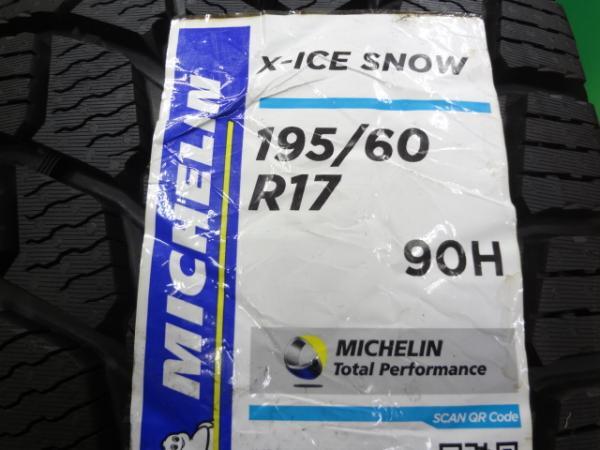 X-ICE SNOW
195/60
R17
90H
MICHELIN
MICHELIN
Total Performance
SCAN QR Code